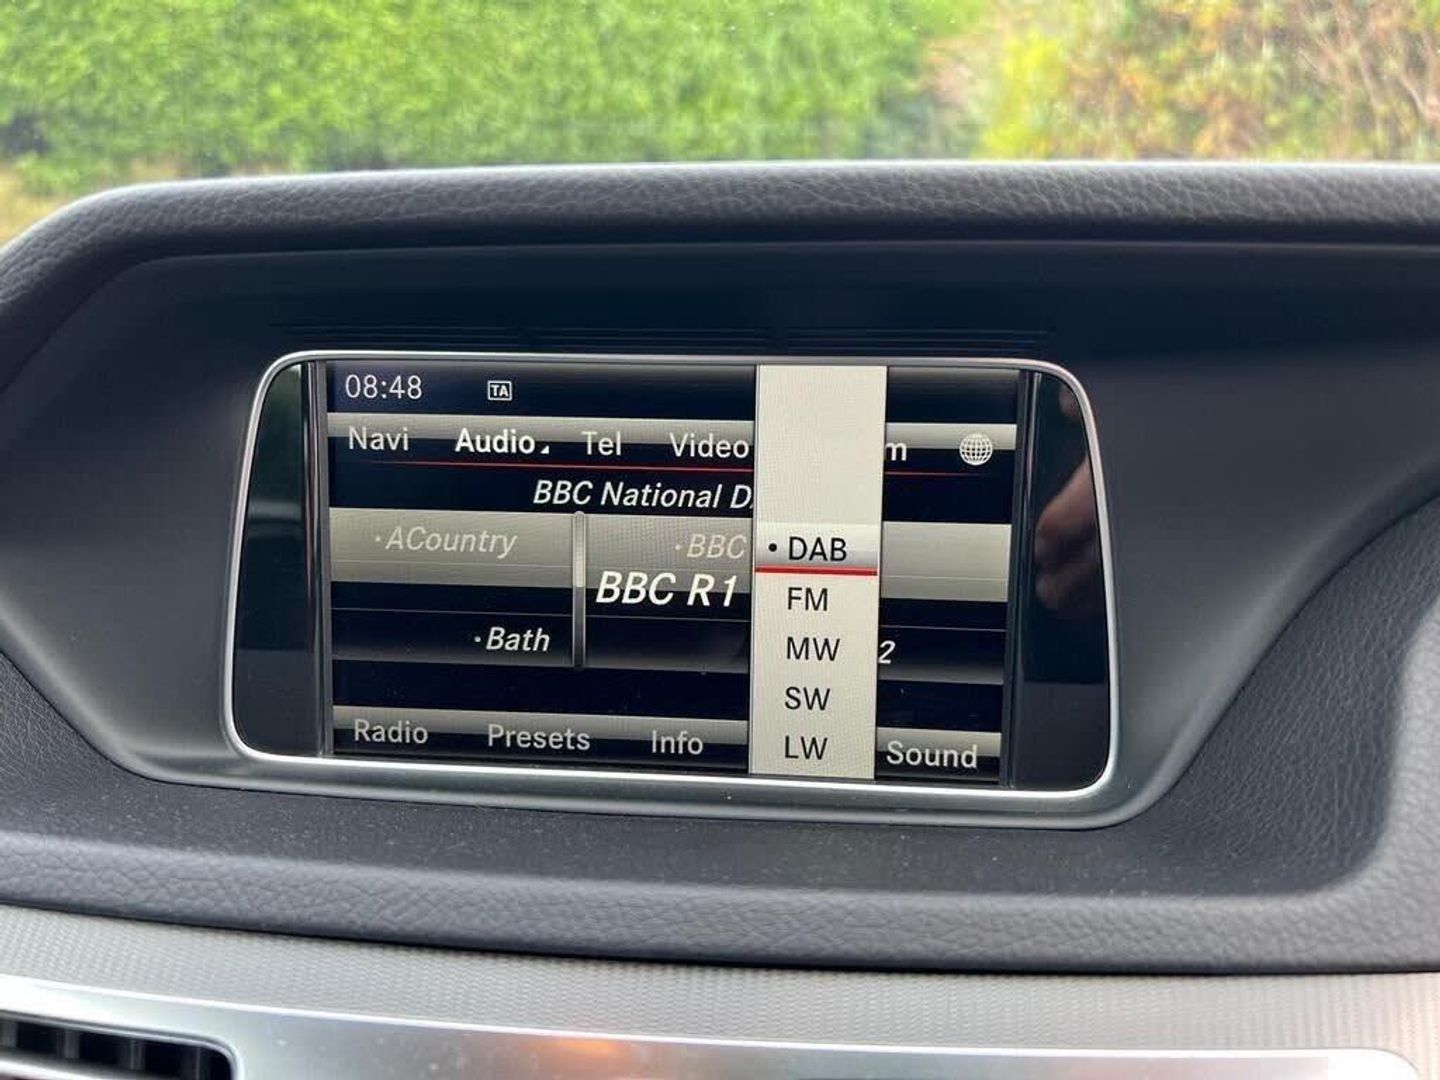 08:48 TA
Navi Audio Tel Video m
BBC National D
·ACountry ·BBC
BBC R1
·Bath 2
• DAB
FM
MW
SW
LW
Radio Presets Info Sound